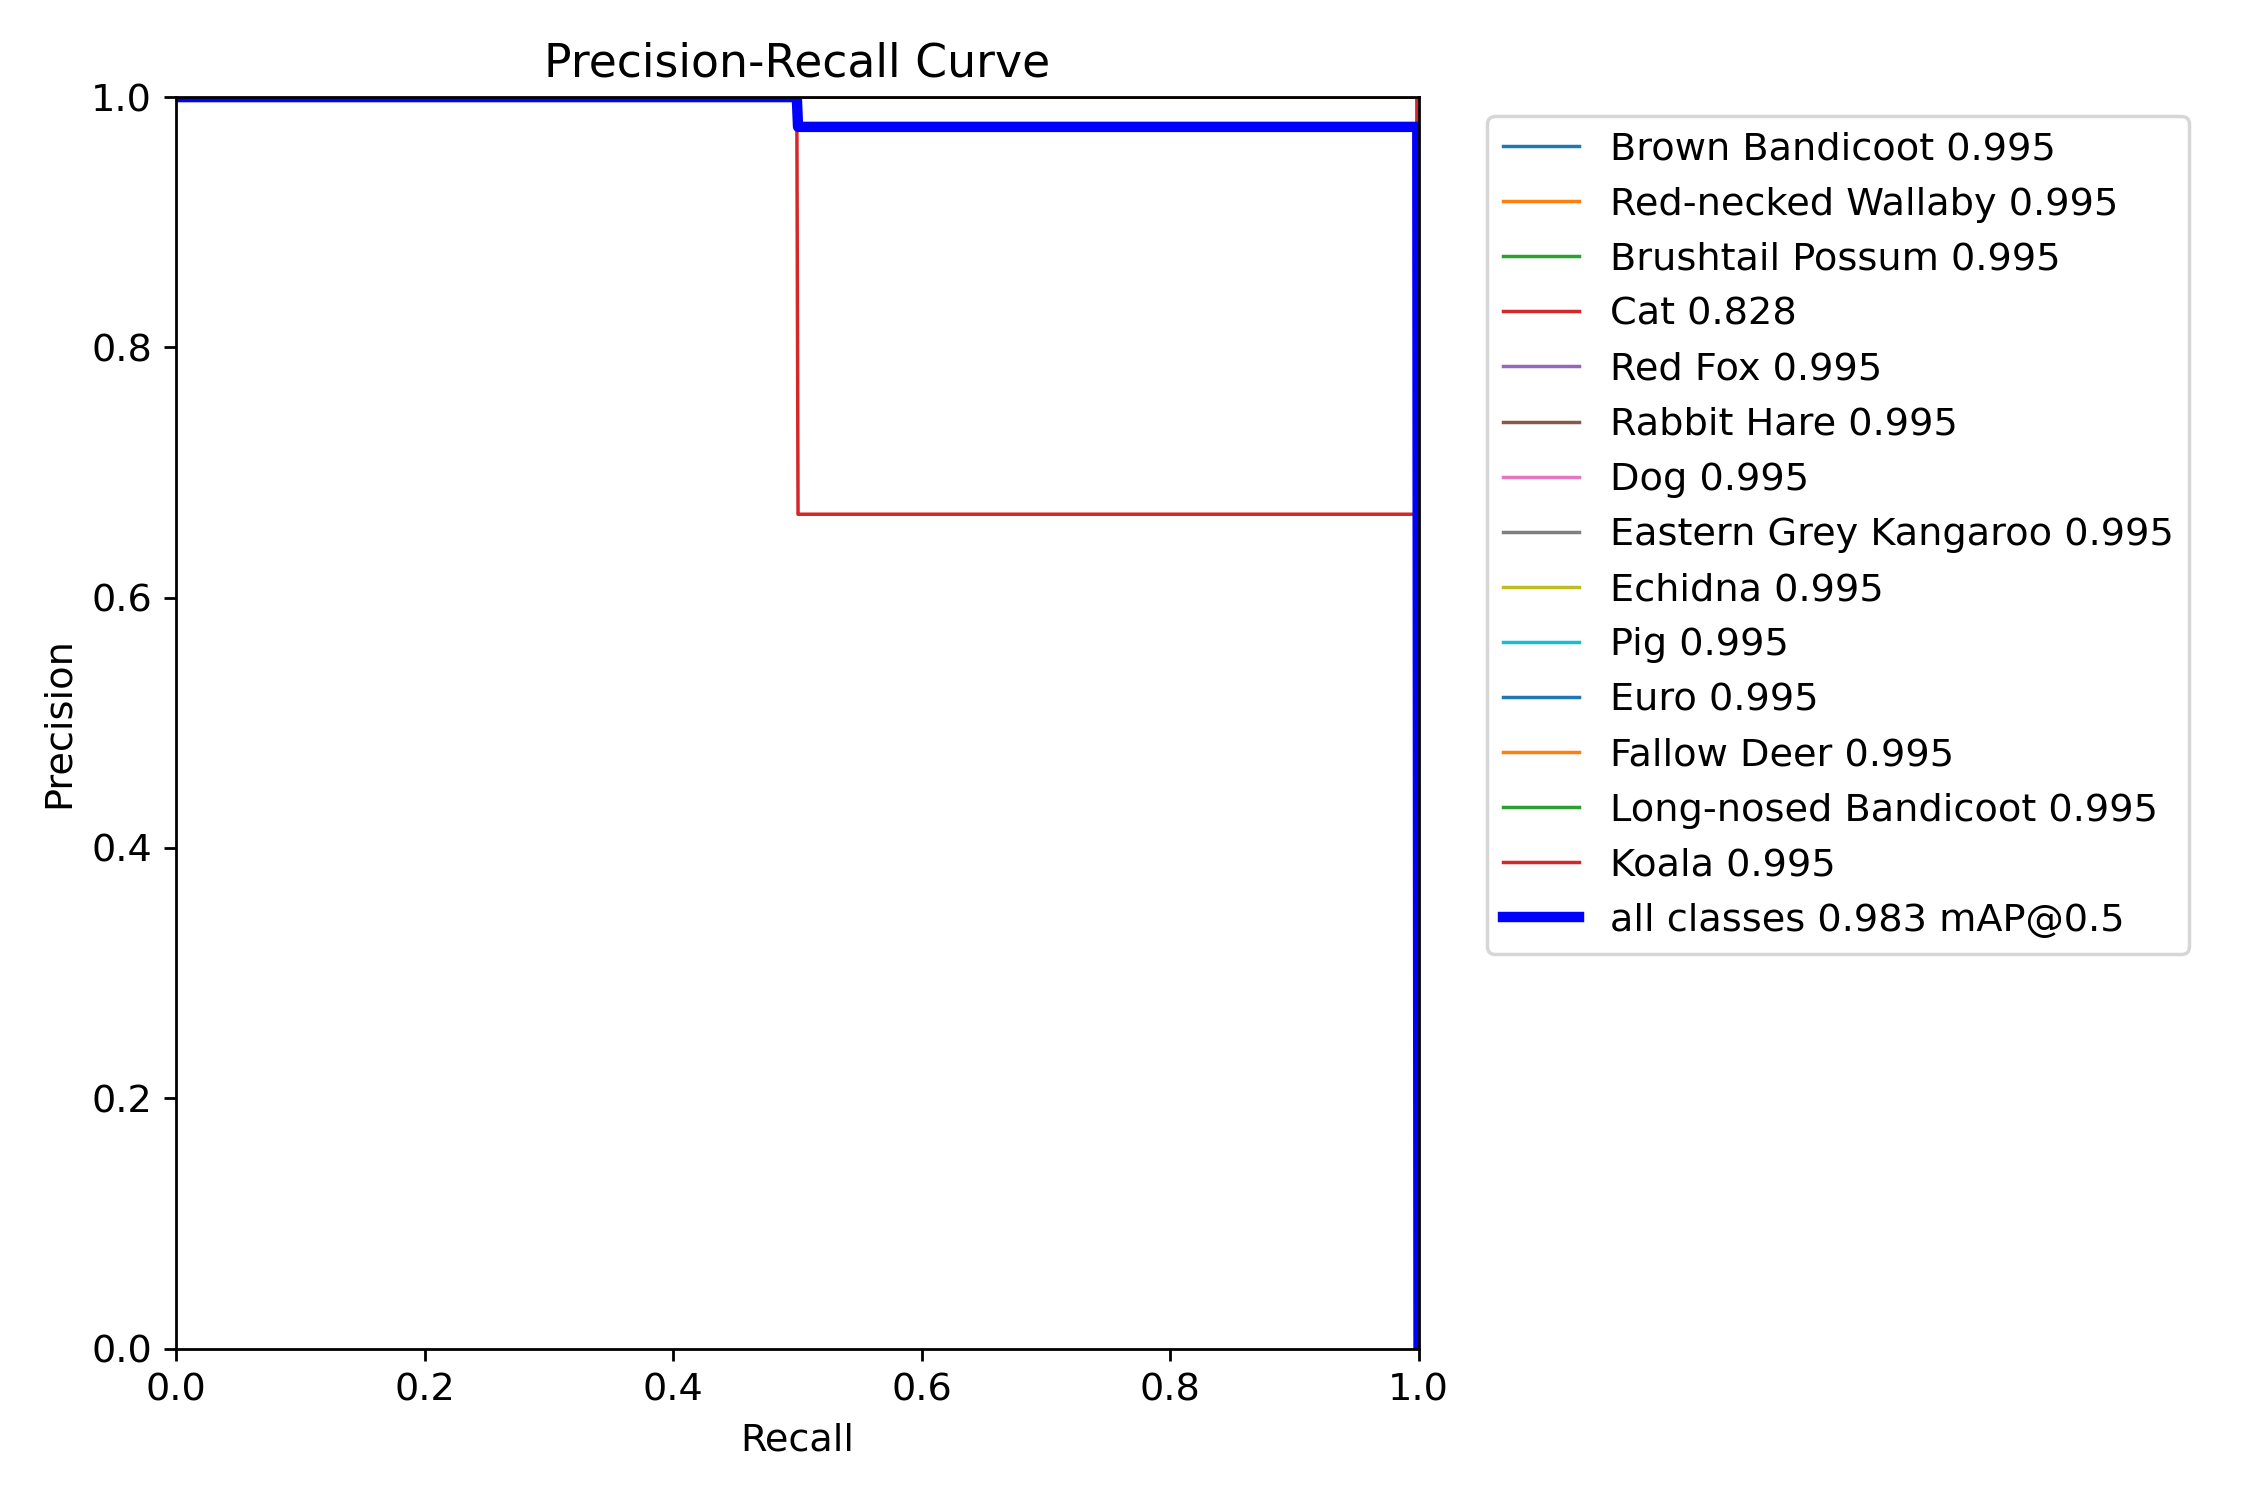 Precision-Recall Curve
1.0
0.8
0.6
0.4
0.2
0.0
Precision
0.0 0.2 0.4 0.6 0.8 1.0
Recall
Brown Bandicoot 0.995
Red-necked Wallaby 0.995
Brushtail Possum 0.995
Cat 0.828
Red Fox 0.995
Rabbit Hare 0.995
Dog 0.995
Eastern Grey Kangaroo 0.995
Echidna 0.995
Pig 0.995
Euro 0.995
Fallow Deer 0.995
Long-nosed Bandicoot 0.995
Koala 0.995
all classes 0.983 mAP@0.5